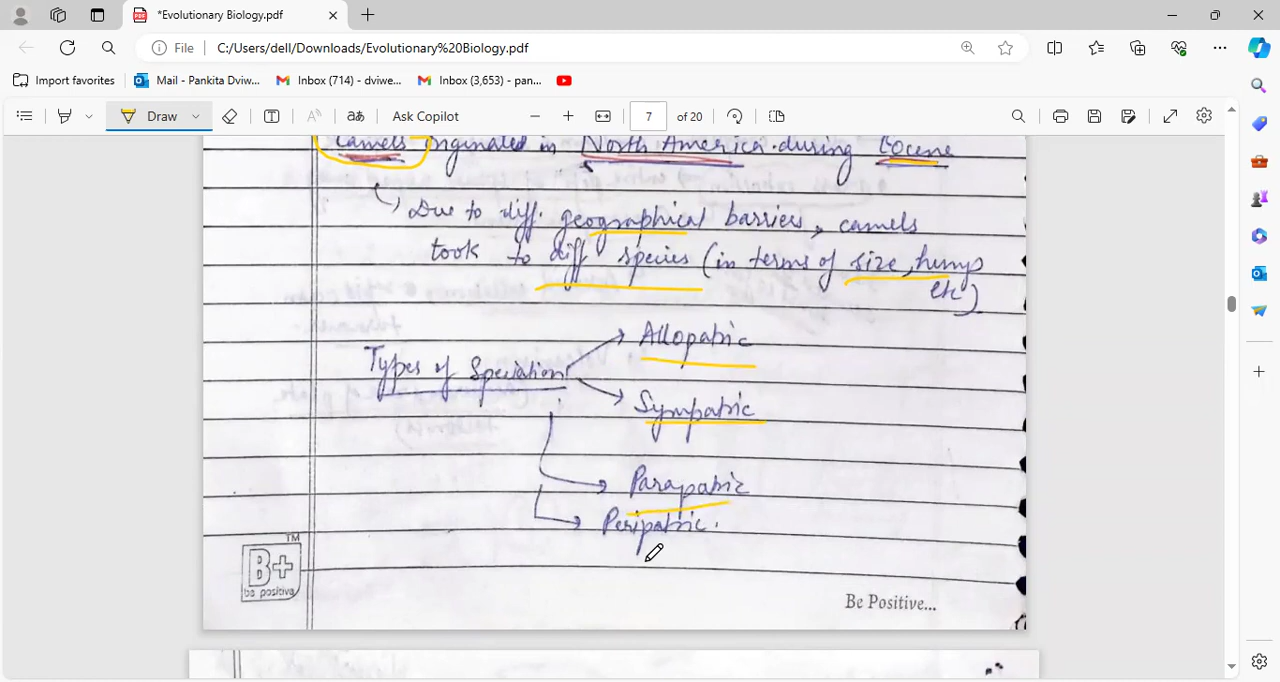 *Evolutionary Biology.pdf
File C:/Users/dell/Downloads/Evolutionary%20Biology.pdf
Import favorites Mail - Pankita Dviw... Inbox (714) - dviwe... Inbox (3,653) - pan...
Draw Ask Copilot 7 of 20
Camels originated in North America during Eocene
Due to diff. geographical barriers, camels
took to diff species (in terms of size, hump
etc)
Types of Speciation
Allopatric
Sympatric
Parapatric
Peripatric.
B+ TM
be positive
Be Positive...